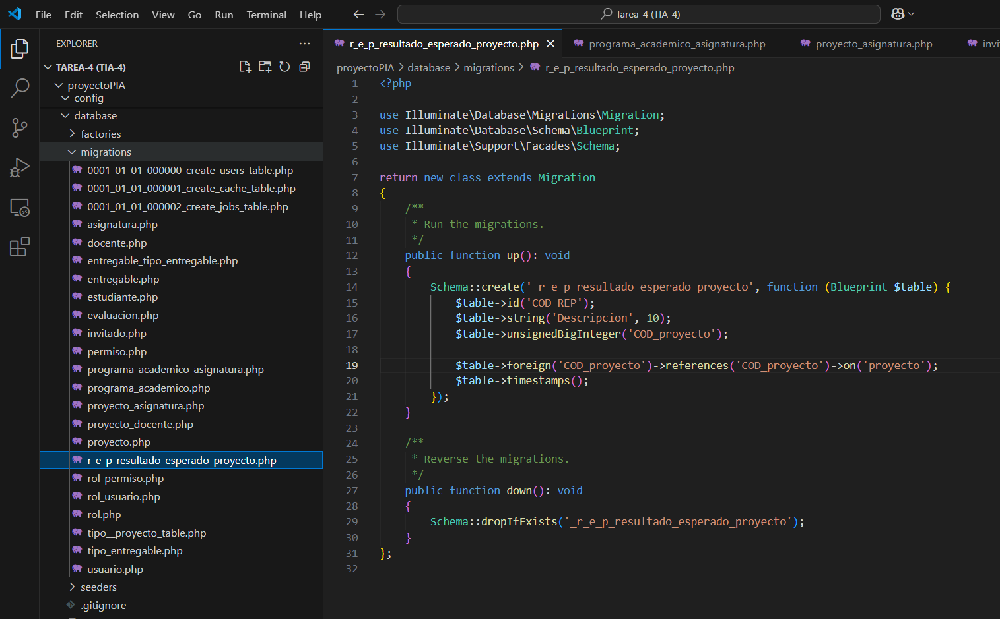 File Edit Selection View Go Run Terminal Help
Tarea-4 (TIA-4)
EXPLORER
TAREA-4 (TIA-4)
proyectoPIA
config
database
factories
migrations
0001_01_01_000000_create_users_table.php
0001_01_01_000001_create_cache_table.php
0001_01_01_000002_create_jobs_table.php
asignatura.php
docente.php
entregable_tipo_entregable.php
entregable.php
estudiante.php
evaluacion.php
invitado.php
permiso.php
programa_academico_asignatura.php
programa_academico.php
proyecto_asignatura.php
proyecto_docente.php
proyecto.php
r_e_p_resultado_esperado_proyecto.php
rol_permiso.php
rol_usuario.php
rol.php
tipo__proyecto_table.php
tipo_entregable.php
usuario.php
seeders
.gitignore
r_e_p_resultado_esperado_proyecto.php programa_academico_asignatura.php proyecto_asignatura.php invi
proyectoPIA > database > migrations > r_e_p_resultado_esperado_proyecto.php
1 <?php
2
3 use Illuminate\Database\Migrations\Migration;
4 use Illuminate\Database\Schema\Blueprint;
5 use Illuminate\Support\Facades\Schema;
6
7 return new class extends Migration
8 {
9 /**
10 * Run the migrations.
11 */
12 public function up(): void
13 {
14 Schema::create('_r_e_p_resultado_esperado_proyecto', function (Blueprint $table) {
15 $table->id('COD_REP');
16 $table->string('Descripcion', 10);
17 $table->unsignedBigInteger('COD_proyecto');
18
19 $table->foreign('COD_proyecto')->references('COD_proyecto')->on('proyecto');
20 $table->timestamps();
21 });
22 }
23
24 /**
25 * Reverse the migrations.
26 */
27 public function down(): void
28 {
29 Schema::dropIfExists('_r_e_p_resultado_esperado_proyecto');
30 }
31 };
32